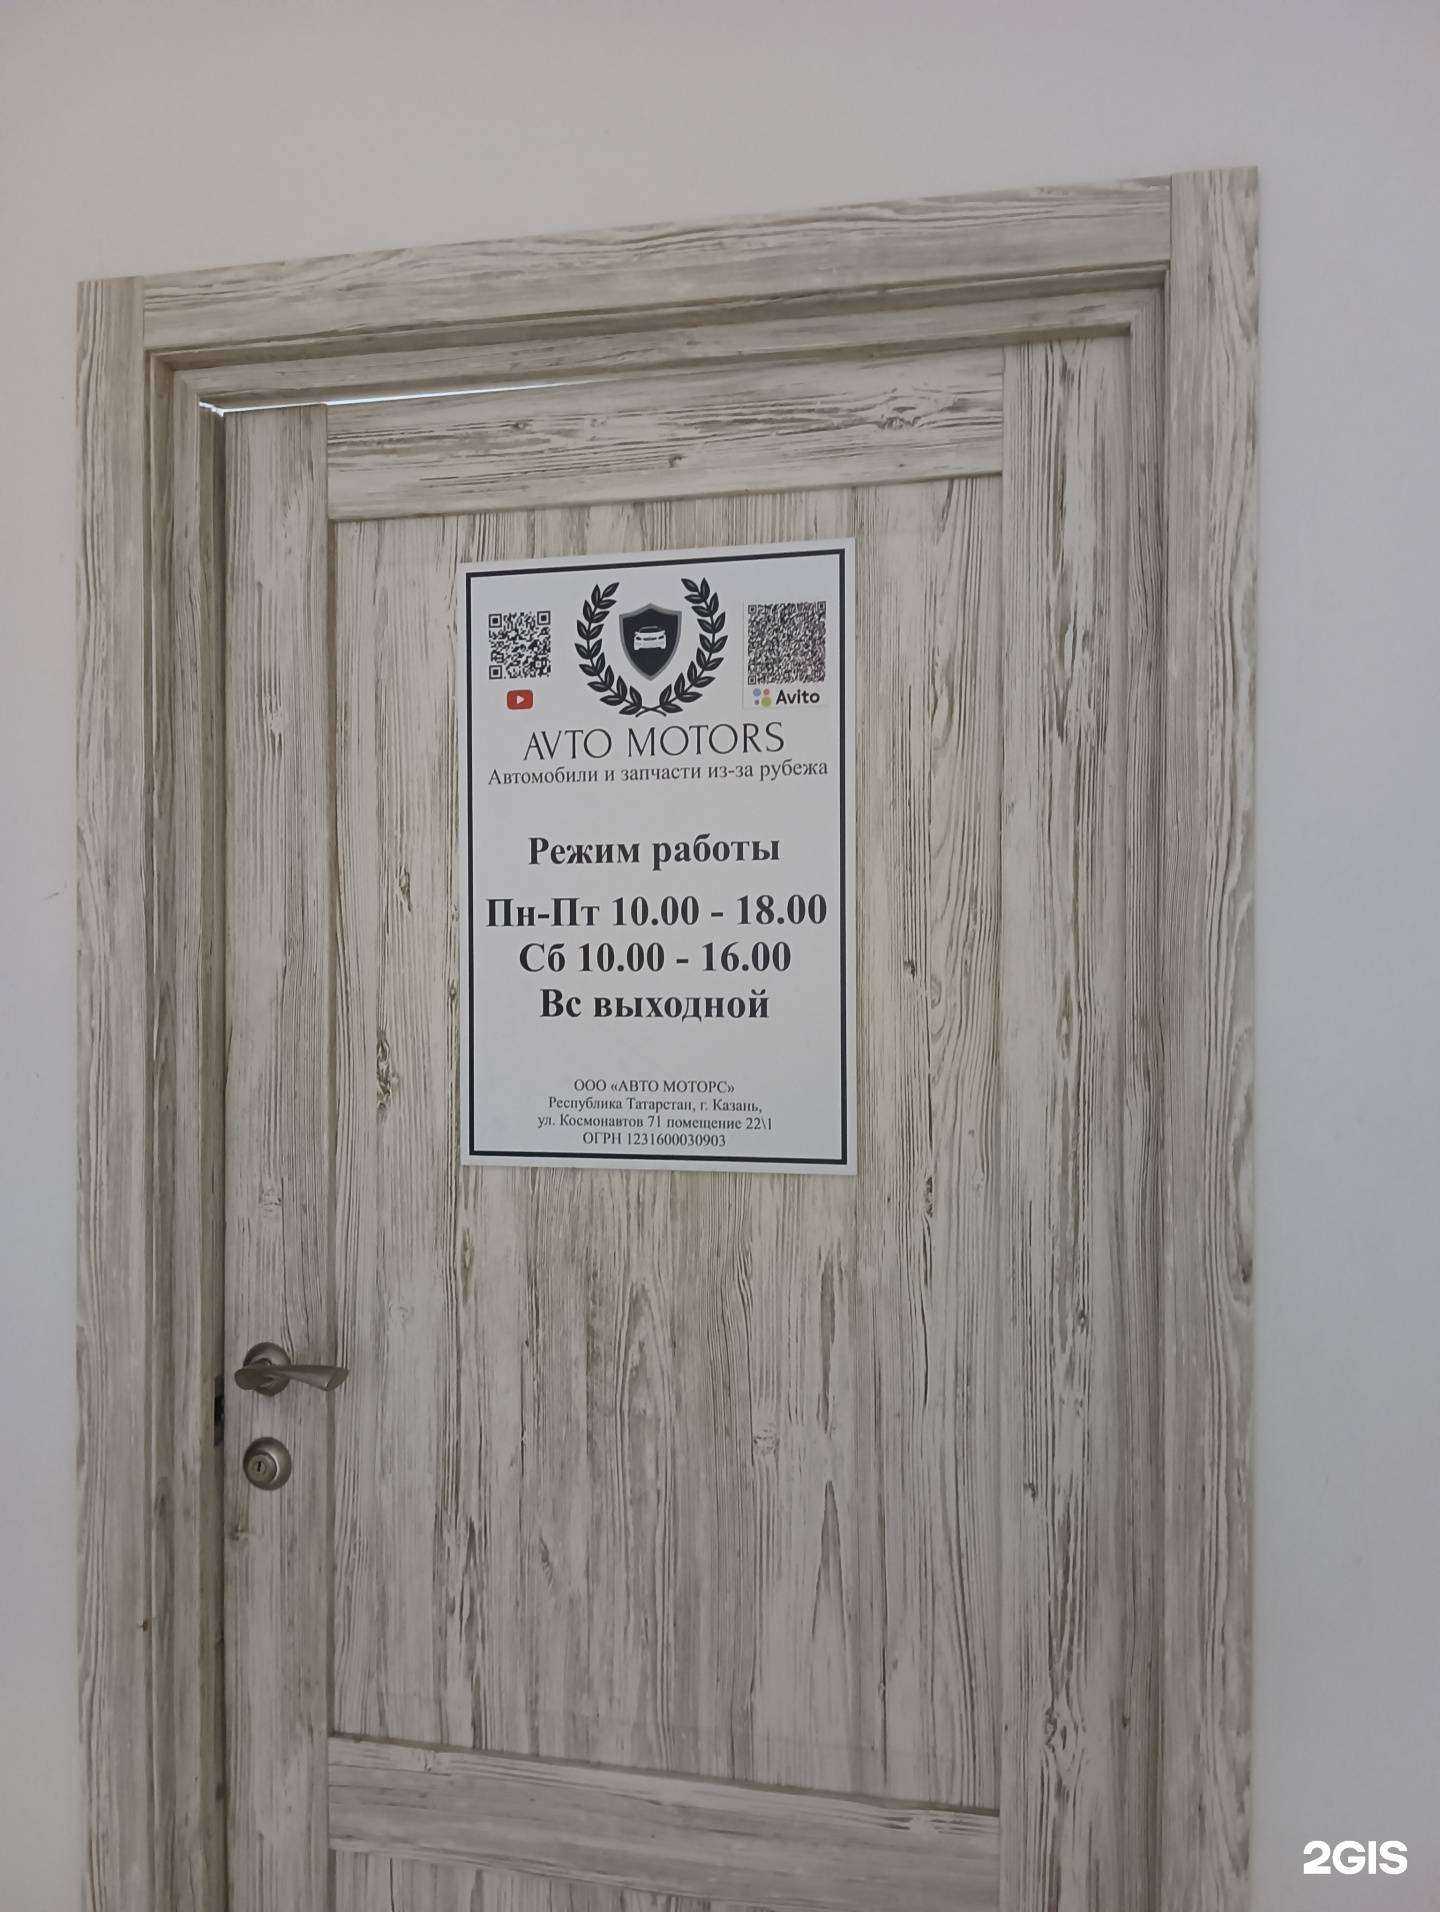 Avito
AVTO MOTORS
Автомобили и запчасти из-за рубежа
Режим работы
Пн-Пт 10.00 - 18.00
Сб 10.00 - 16.00
Вс выходной
ООО «АВТО МОТОРС»
Республика Татарстан, г. Казань,
ул. Космонавтов 71 помещение 22\1
ОГРН 1231600030903
2GIS